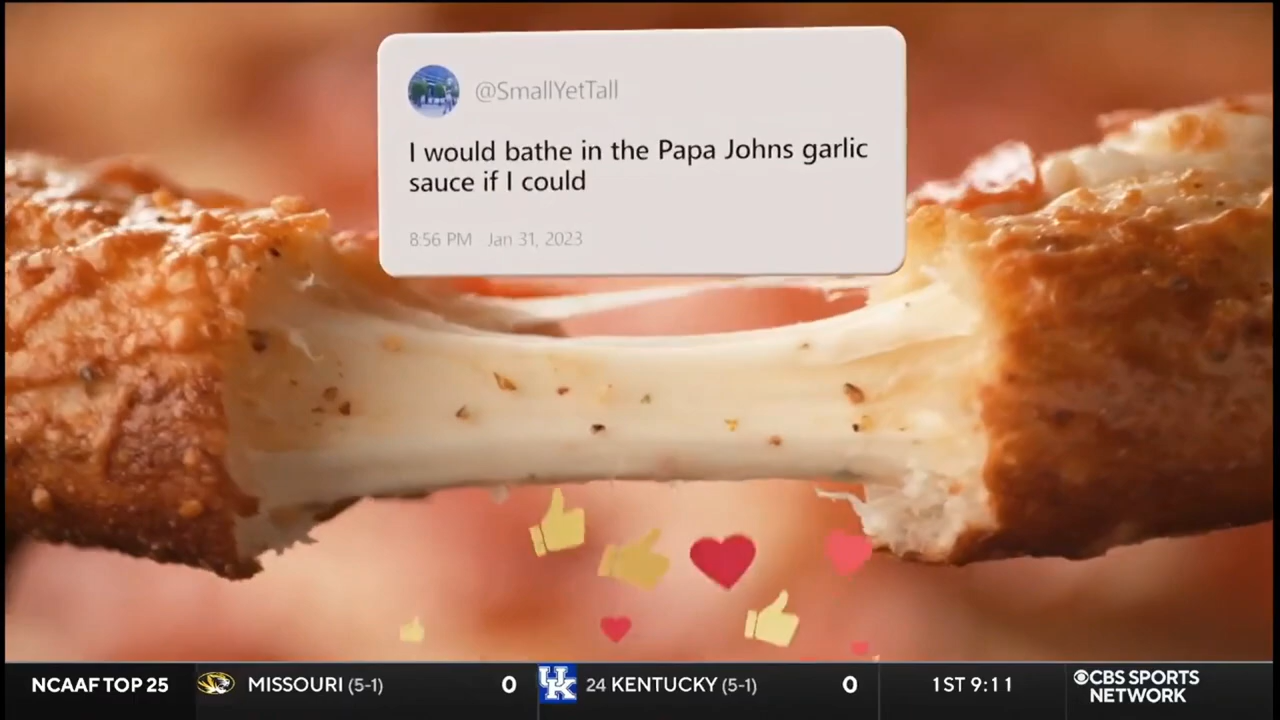 @SmallYetTall
I would bathe in the Papa Johns garlic
sauce if I could
8:56 PM Jan 31, 2023
NCAAF TOP 25 MISSOURI (5-1) 0 UK 24 KENTUCKY (5-1) 0 1ST 9:11 CBS SPORTS
NETWORK